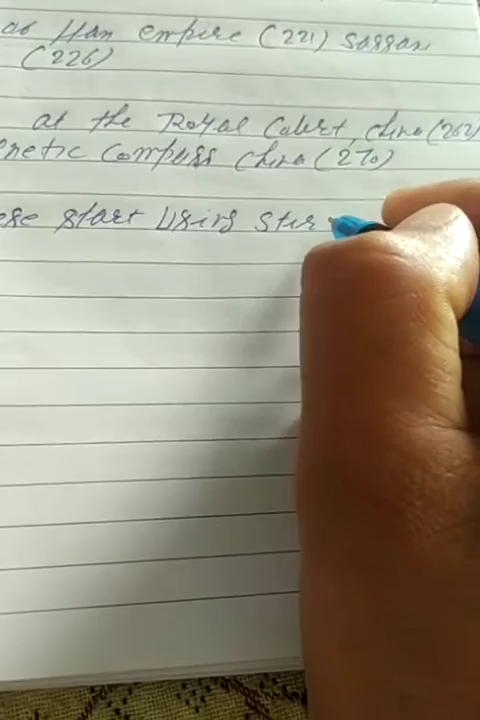 of Han empire (221) Sassan
(226)
at the Royal Court, china (262)
netic Compass China (270)
ese start Using Stir